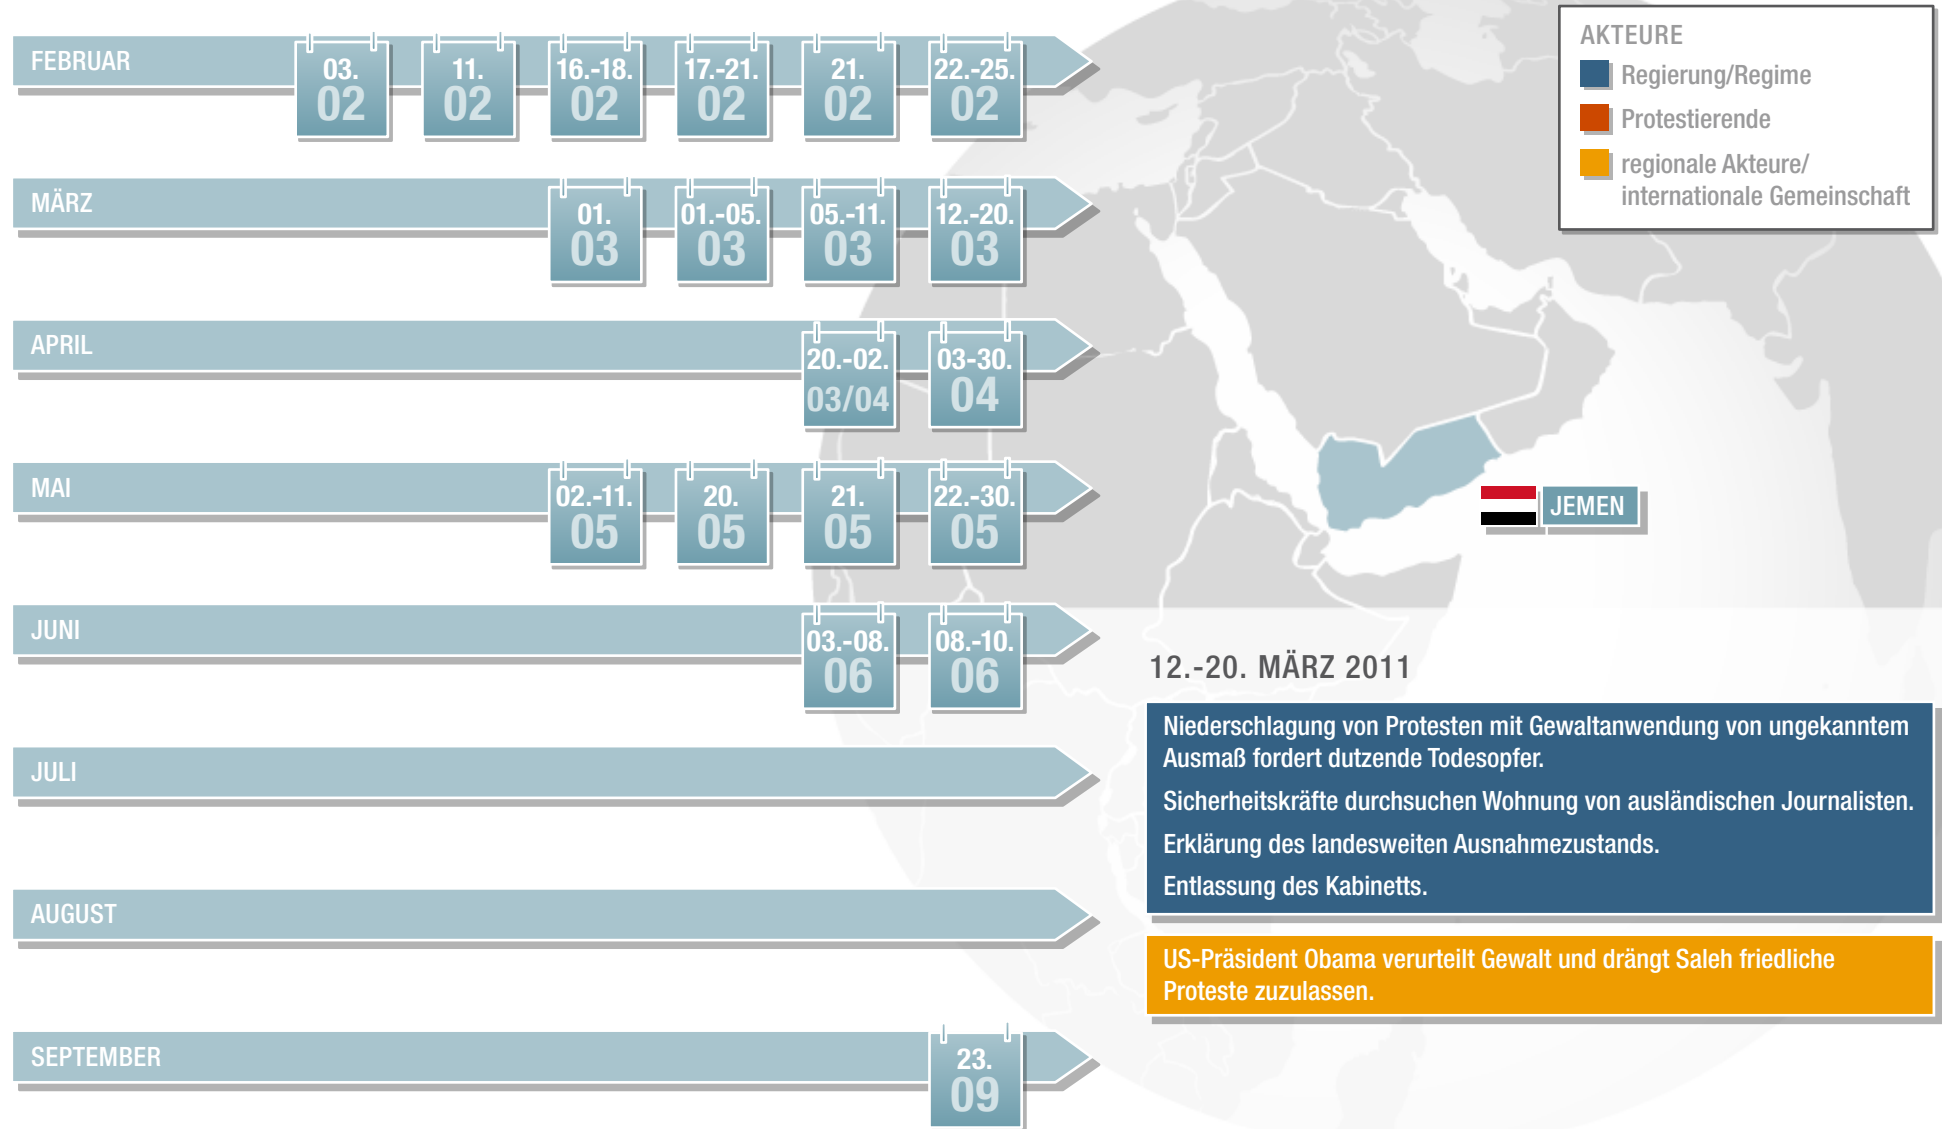 FEBRUAR
03.
02
11.
02
16.-18.
02
17.-21.
02
21.
02
22.-25.
02
MÄRZ
01.
03
01.-05.
03
05.-11.
03
12.-20.
03
APRIL
20.-02.
03/04
03-30.
04
MAI
02.-11.
05
20.
05
21.
05
22.-30.
05
JUNI
03.-08.
06
08.-10.
06
JULI
AUGUST
SEPTEMBER
23.
09
AKTEURE
Regierung/Regime
Protestierende
regionale Akteure/
internationale Gemeinschaft
JEMEN
12.-20. MÄRZ 2011
Niederschlagung von Protesten mit Gewaltanwendung von ungekanntem
Ausmaß fordert dutzende Todesopfer.
Sicherheitskräfte durchsuchen Wohnung von ausländischen Journalisten.
Erklärung des landesweiten Ausnahmezustands.
Entlassung des Kabinetts.
US-Präsident Obama verurteilt Gewalt und drängt Saleh friedliche
Proteste zuzulassen.